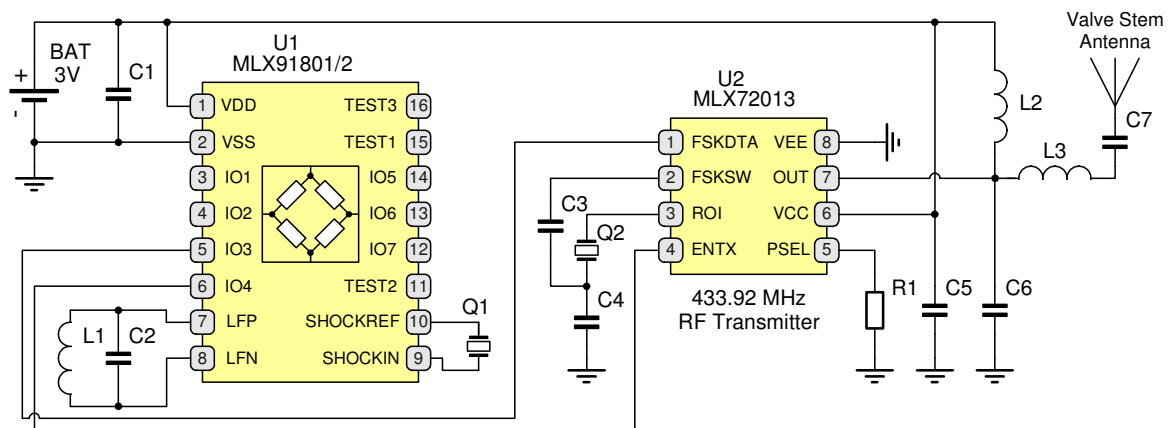 BAT
3V
+
-
C1
U1
MLX91801/2
1 VDD
2 VSS
3 IO1
4 IO2
5 IO3
6 IO4
7 LFP
8 LFN
TEST3 16
TEST1 15
IO5 14
IO6 13
IO7 12
TEST2 11
SHOCKREF 10
SHOCKIN 9
L1
C2
Q1
U2
MLX72013
1 FSKDTA
2 FSKSW
3 ROI
4 ENTX
VEE 8
OUT 7
VCC 6
PSEL 5
433.92 MHz
RF Transmitter
C3
Q2
C4
R1
C5
C6
L2
L3
Valve Stem
Antenna
C7